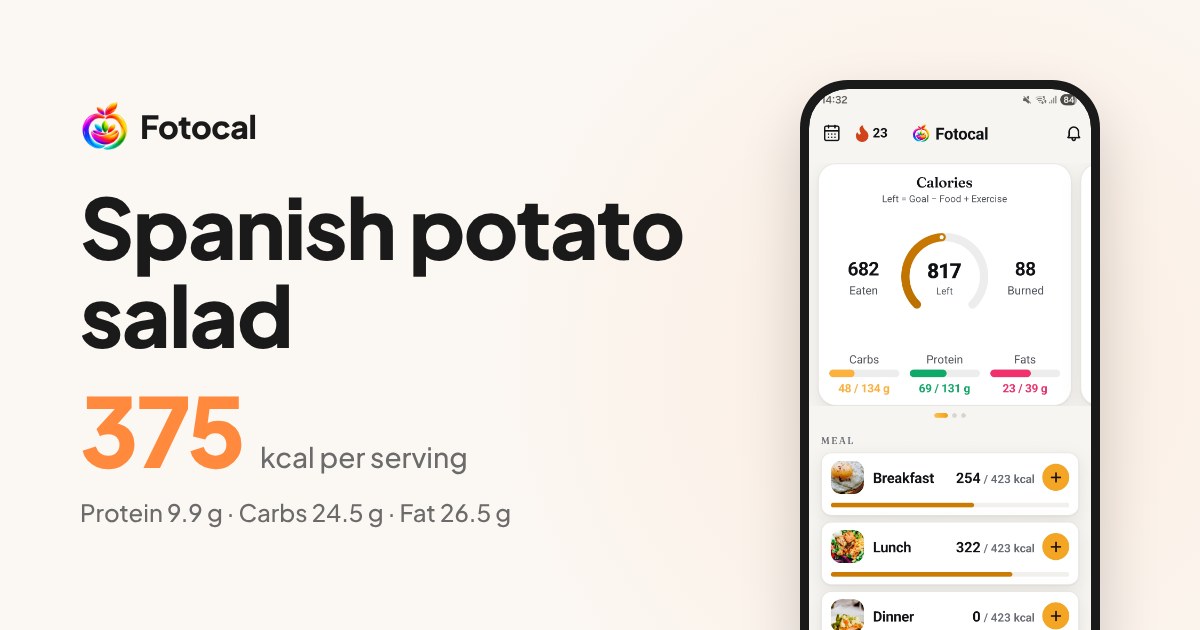 Fotocal
Spanish potato
salad
375 kcal per serving
Protein 9.9 g · Carbs 24.5 g · Fat 26.5 g
14:32
84
23
Fotocal
Calories
Left = Goal − Food + Exercise
682
Eaten
817
Left
88
Burned
Carbs
48 / 134 g
Protein
69 / 131 g
Fats
23 / 39 g
MEAL
Breakfast 254 / 423 kcal +
Lunch 322 / 423 kcal +
Dinner 0 / 423 kcal +